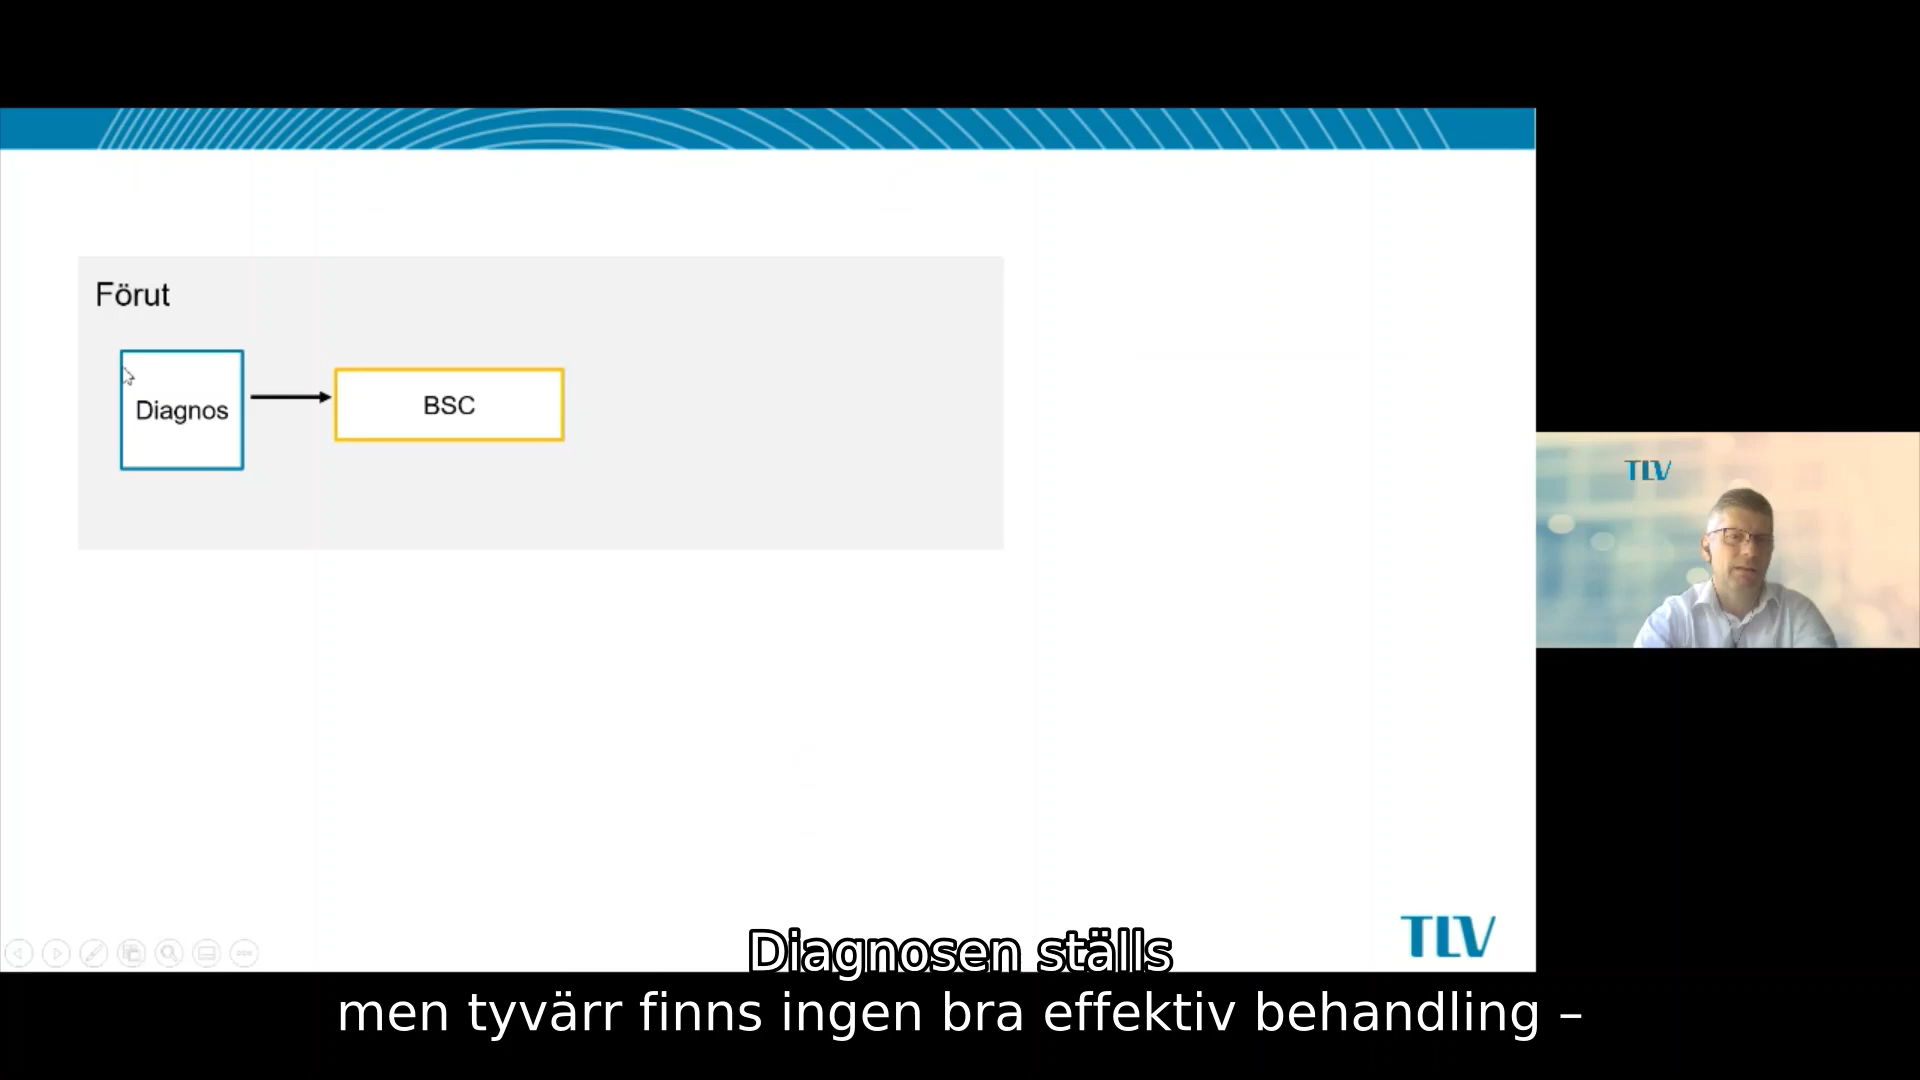 Förut
Diagnos
BSC
TLV
TLV
Diagnosen ställs
men tyvärr finns ingen bra effektiv behandling –